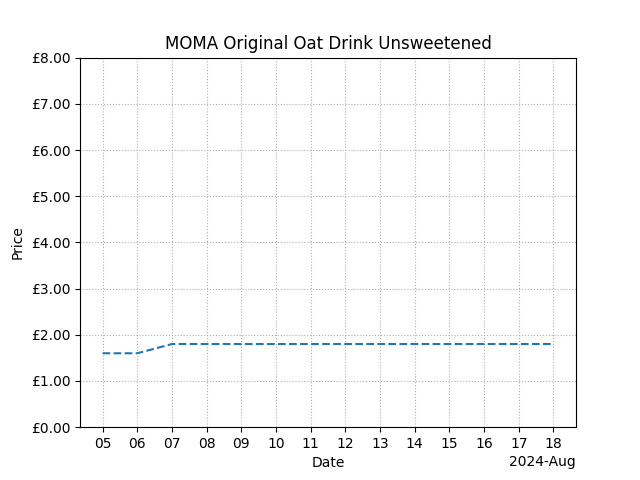 MOMA Original Oat Drink Unsweetened
£8.00
£7.00
£6.00
£5.00
£4.00
£3.00
£2.00
£1.00
£0.00
Price
05 06 07 08 09 10 11 12 13 14 15 16 17 18
Date
2024-Aug